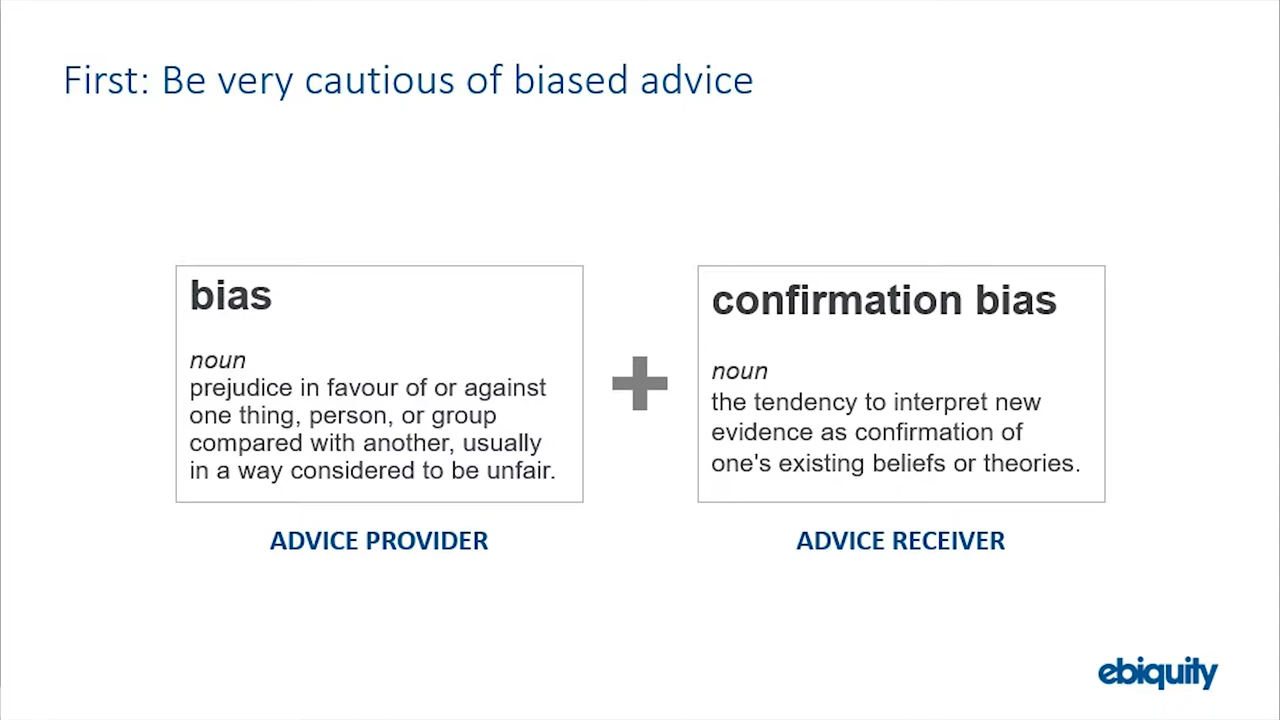 First: Be very cautious of biased advice
bias
noun
prejudice in favour of or against
one thing, person, or group
compared with another, usually
in a way considered to be unfair.
ADVICE PROVIDER
confirmation bias
noun
the tendency to interpret new
evidence as confirmation of
one's existing beliefs or theories.
ADVICE RECEIVER
ebiquity